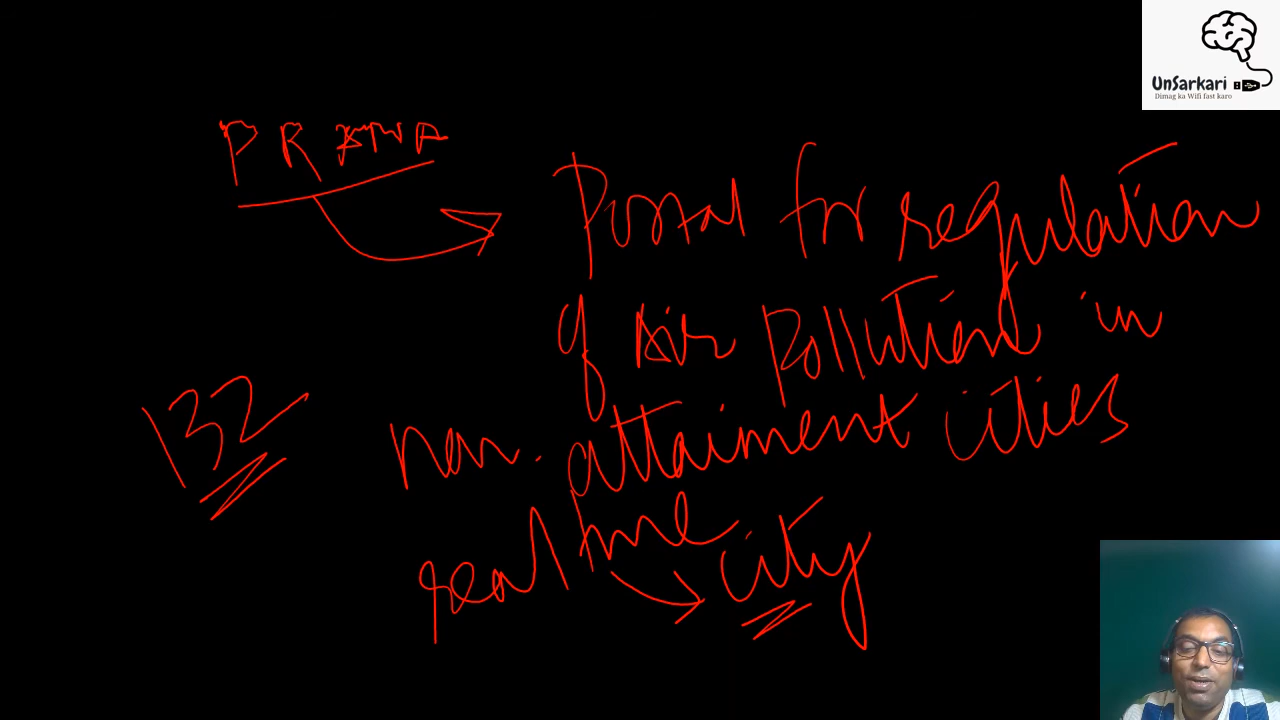 UnSarkari
Dimag ka Wifi fast karo
PRANA
Portal for regulation
of Air Pollution in
132
non-attainment cities
real time
city